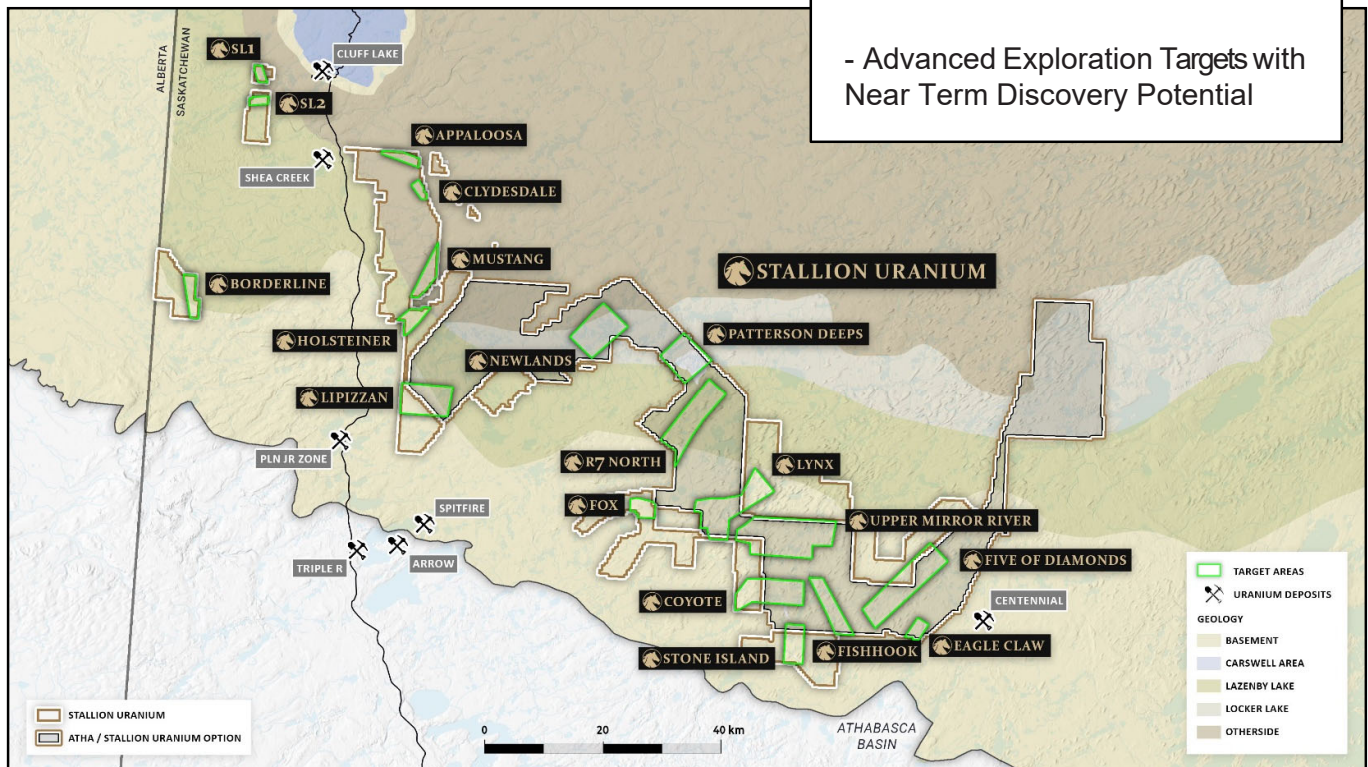 - Advanced Exploration Targets with
Near Term Discovery Potential
ALBERTA
SASKATCHEWAN
SL1
CLUFF LAKE
SL2
APPALOOSA
SHEA CREEK
CLYDESDALE
MUSTANG
STALLION URANIUM
BORDERLINE
HOLSTEINER
PATTERSON DEEPS
NEWLANDS
LIPIZZAN
PLN JR ZONE
R7 NORTH
LYNX
FOX
SPITFIRE
UPPER MIRROR RIVER
ARROW
TRIPLE R
FIVE OF DIAMONDS
COYOTE
CENTENNIAL
STONE ISLAND
FISHHOOK
EAGLE CLAW
TARGET AREAS
URANIUM DEPOSITS
GEOLOGY
BASEMENT
CARSWELL AREA
LAZENBY LAKE
LOCKER LAKE
OTHERSIDE
STALLION URANIUM
ATHA / STALLION URANIUM OPTION
0 20 40 km
ATHABASCA
BASIN